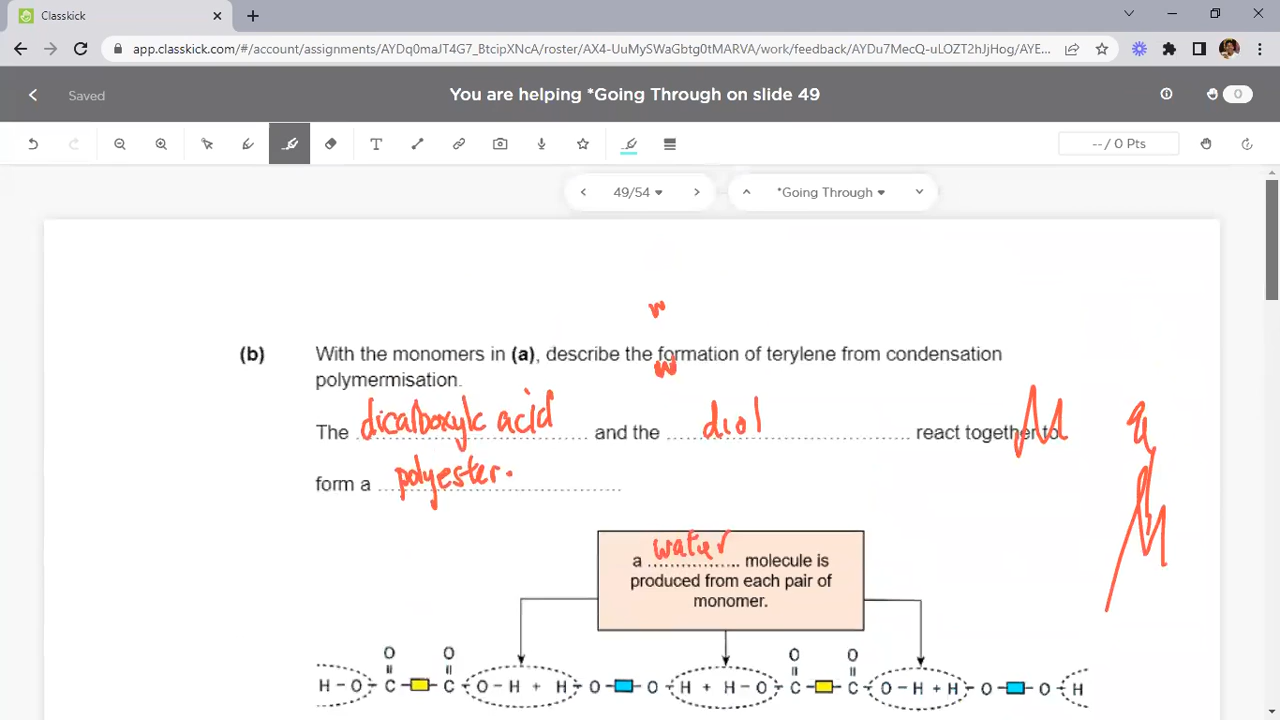 Classkick
app.classkick.com/#/account/assignments/AYDq0maJT4G7_BtcipXNcA/roster/AX4-UuMySWaGbtg0tMARVA/work/feedback/AYDu7MecQ-uLOZT2hJjHog/AYE...
Saved
You are helping *Going Through on slide 49
0
T
-- / 0 Pts
49/54
*Going Through
w
w
(b) With the monomers in (a), describe the formation of terylene from condensation
polymermisation.
The dicarboxylc acid and the diol react together to
form a polyester.
a water molecule is
produced from each pair of
monomer.
O O O O
H – O – C – C – O – H + H – O – O – H + H – O – C – C – O – H + H – O – O – H